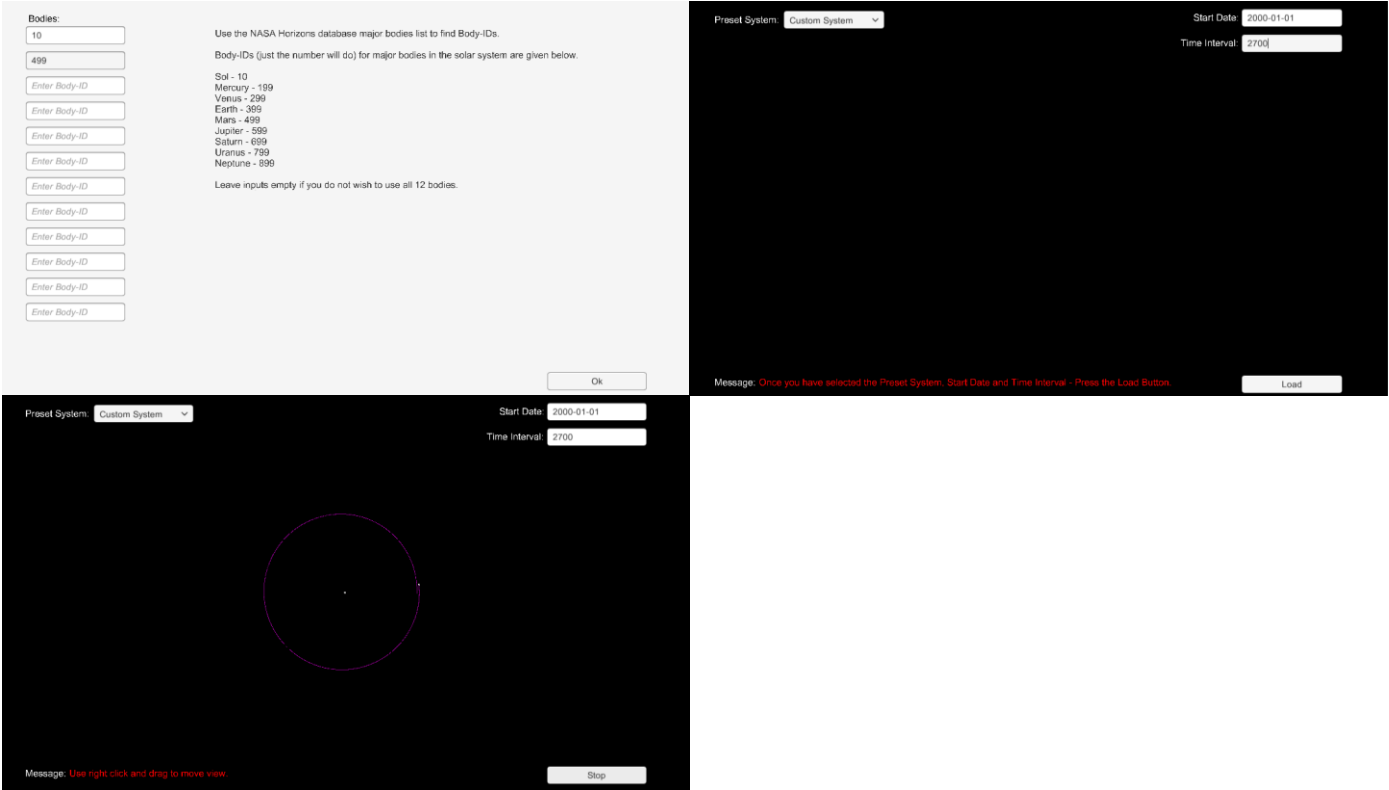 Bodies:
10
499
Enter Body-ID
Enter Body-ID
Enter Body-ID
Enter Body-ID
Enter Body-ID
Enter Body-ID
Enter Body-ID
Enter Body-ID
Enter Body-ID
Enter Body-ID
Use the NASA Horizons database major bodies list to find Body-IDs.
Body-IDs (just the number will do) for major bodies in the solar system are given below.
Sol - 10
Mercury - 199
Venus - 299
Earth - 399
Mars - 499
Jupiter - 599
Saturn - 699
Uranus - 799
Neptune - 899
Leave inputs empty if you do not wish to use all 12 bodies.
Ok
Preset System: Custom System
Start Date: 2000-01-01
Time Interval: 2700
Message: Once you have selected the Preset System, Start Date and Time Interval - Press the Load Button.
Load
Preset System: Custom System
Start Date: 2000-01-01
Time Interval: 2700
Message: Use right click and drag to move view.
Stop